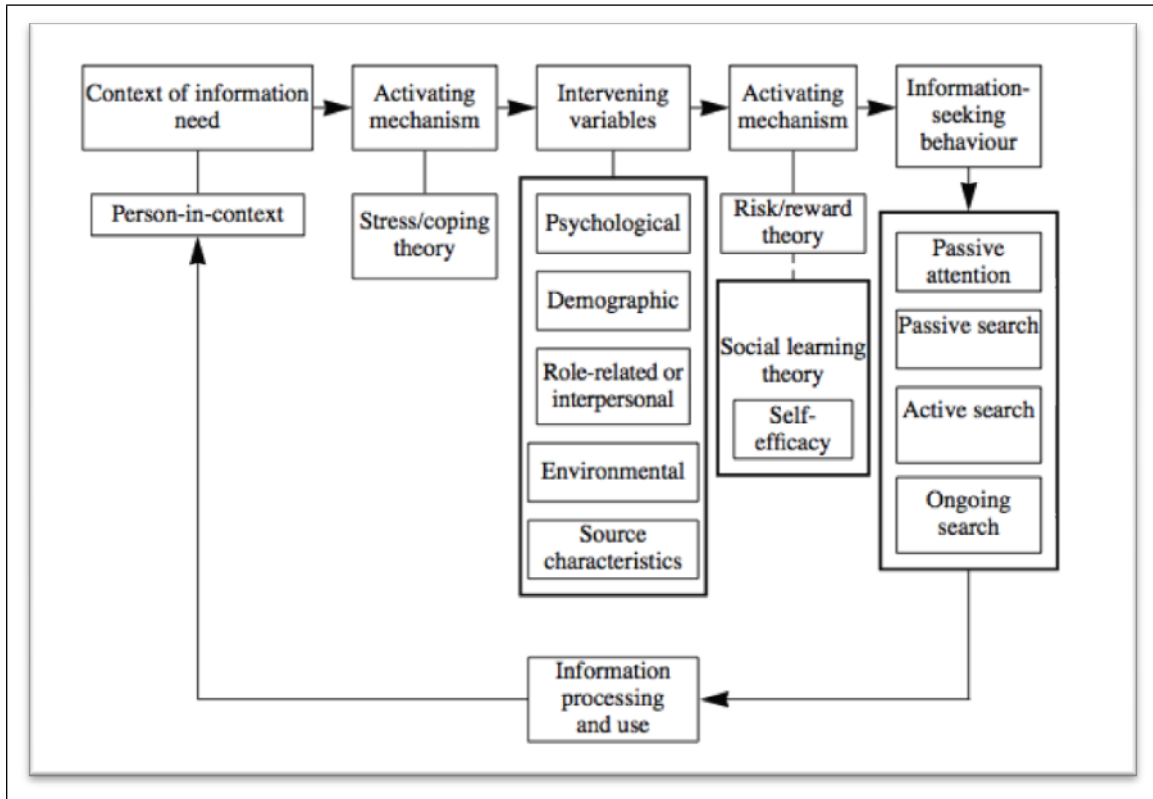 Context of information
need
Activating
mechanism
Intervening
variables
Activating
mechanism
Information-
seeking
behaviour
Person-in-context
Stress/coping
theory
Psychological
Demographic
Role-related or
interpersonal
Environmental
Source
characteristics
Risk/reward
theory
Social learning
theory
Self-
efficacy
Passive
attention
Passive search
Active search
Ongoing
search
Information
processing
and use